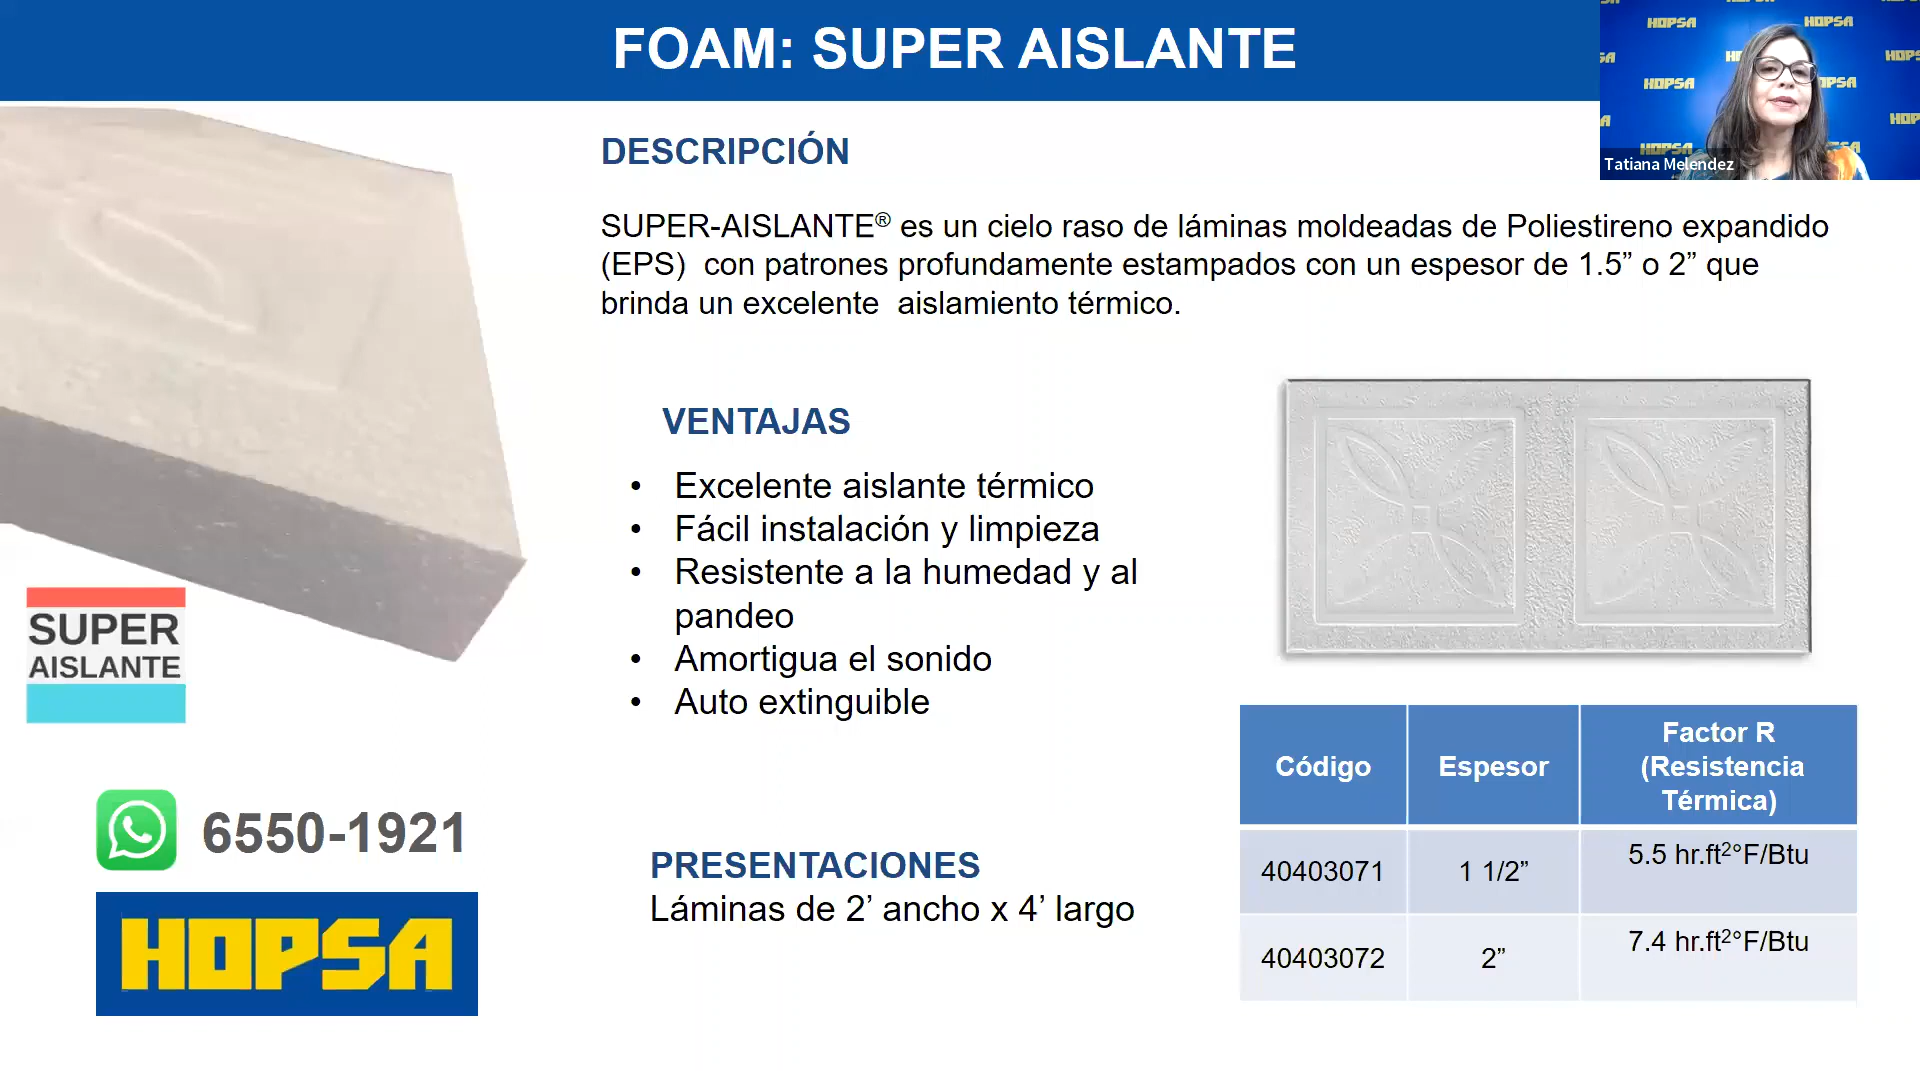 FOAM: SUPER AISLANTE
HOPSA
HOPSA
HOPSA
HOPSA
Tatiana Melendez
DESCRIPCIÓN
SUPER-AISLANTE® es un cielo raso de láminas moldeadas de Poliestireno expandido
(EPS)  con patrones profundamente estampados con un espesor de 1.5” o 2” que
brinda un excelente  aislamiento térmico.
VENTAJAS
• Excelente aislante térmico
• Fácil instalación y limpieza
• Resistente a la humedad y al
pandeo
• Amortigua el sonido
• Auto extinguible
SUPER
AISLANTE
6550-1921
HOPSA
PRESENTACIONES
Láminas de 2’ ancho x 4’ largo
Código Espesor Factor R
(Resistencia
Térmica)
40403071 1 1/2” 5.5 hr.ft²°F/Btu
40403072 2” 7.4 hr.ft²°F/Btu